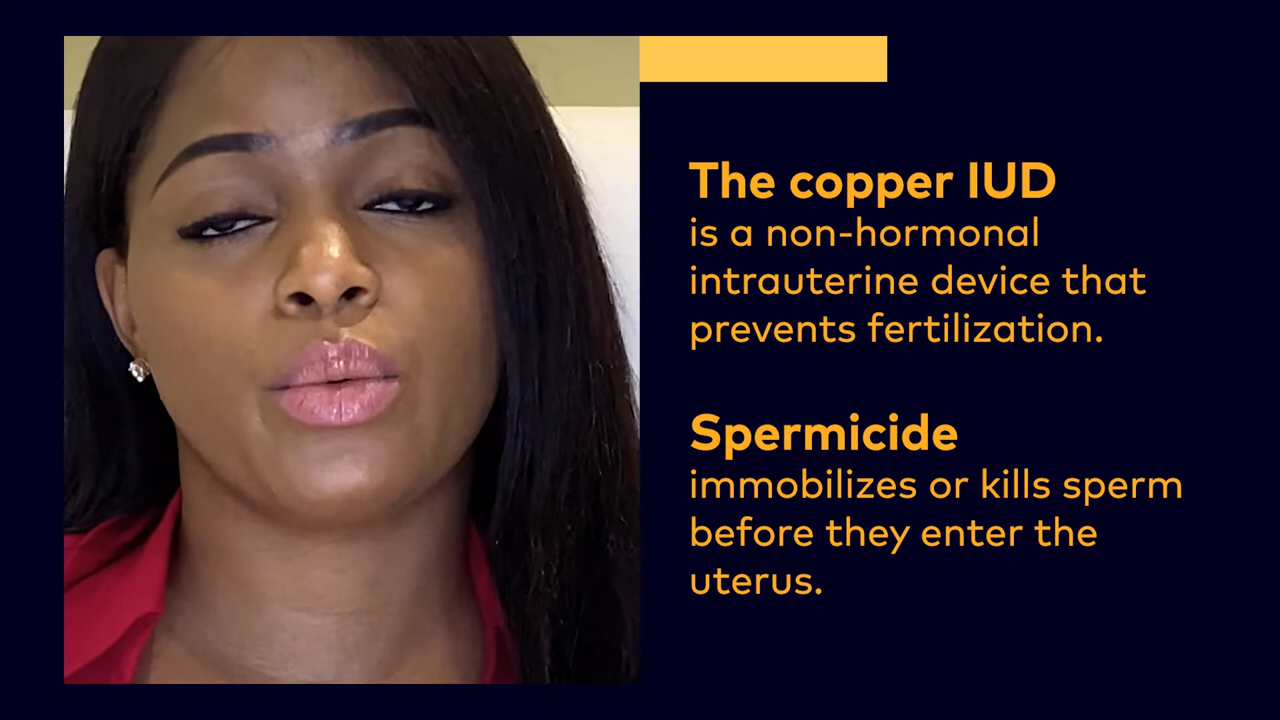 The copper IUD
is a non-hormonal
intrauterine device that
prevents fertilization.
Spermicide
immobilizes or kills sperm
before they enter the
uterus.